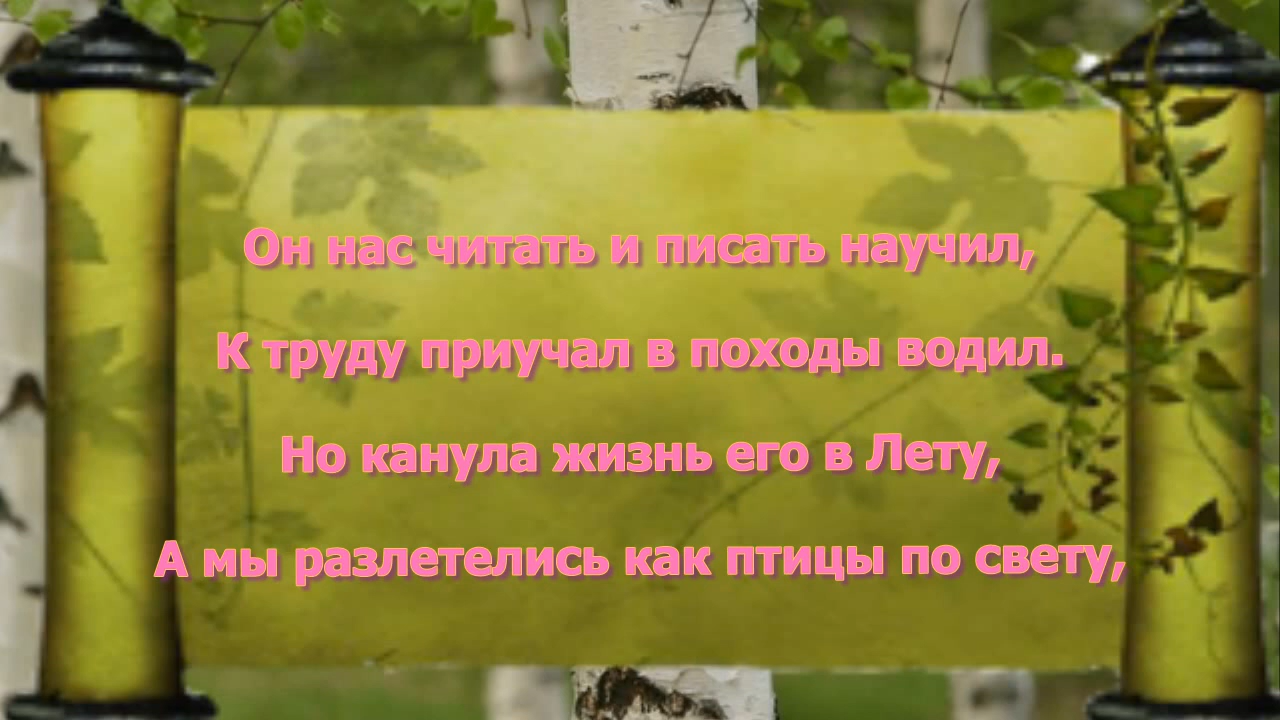 Он нас читать и писать научил,
К труду приучал в походы водил.
Но канула жизнь его в Лету,
А мы разлетелись как птицы по свету,